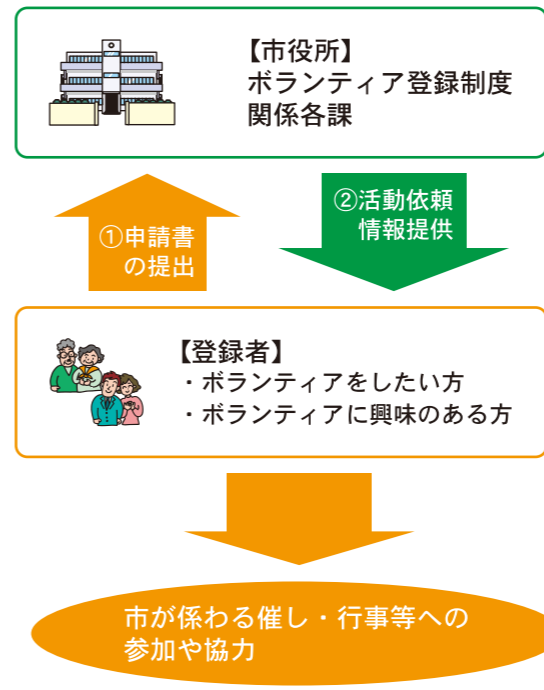 【市役所】
ボランティア登録制度
関係各課
①申請書
の提出
②活動依頼
情報提供
【登録者】
・ボランティアをしたい方
・ボランティアに興味のある方
市が係わる催し・行事等への
参加や協力